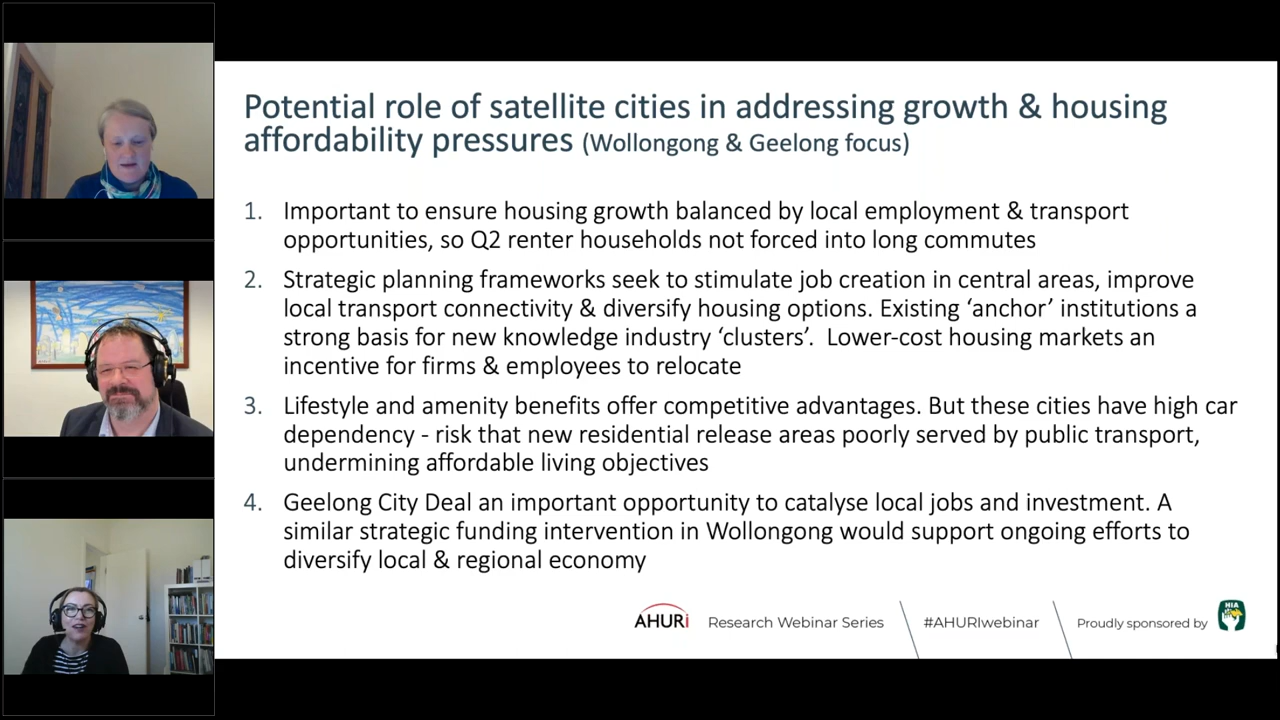 Potential role of satellite cities in addressing growth & housing
affordability pressures (Wollongong & Geelong focus)
1. Important to ensure housing growth balanced by local employment & transport
opportunities, so Q2 renter households not forced into long commutes
2. Strategic planning frameworks seek to stimulate job creation in central areas, improve
local transport connectivity & diversify housing options. Existing ‘anchor’ institutions a
strong basis for new knowledge industry ‘clusters’. Lower-cost housing markets an
incentive for firms & employees to relocate
3. Lifestyle and amenity benefits offer competitive advantages. But these cities have high car
dependency - risk that new residential release areas poorly served by public transport,
undermining affordable living objectives
4. Geelong City Deal an important opportunity to catalyse local jobs and investment. A
similar strategic funding intervention in Wollongong would support ongoing efforts to
diversify local & regional economy
AHURi Research Webinar Series #AHURIwebinar Proudly sponsored by HIA